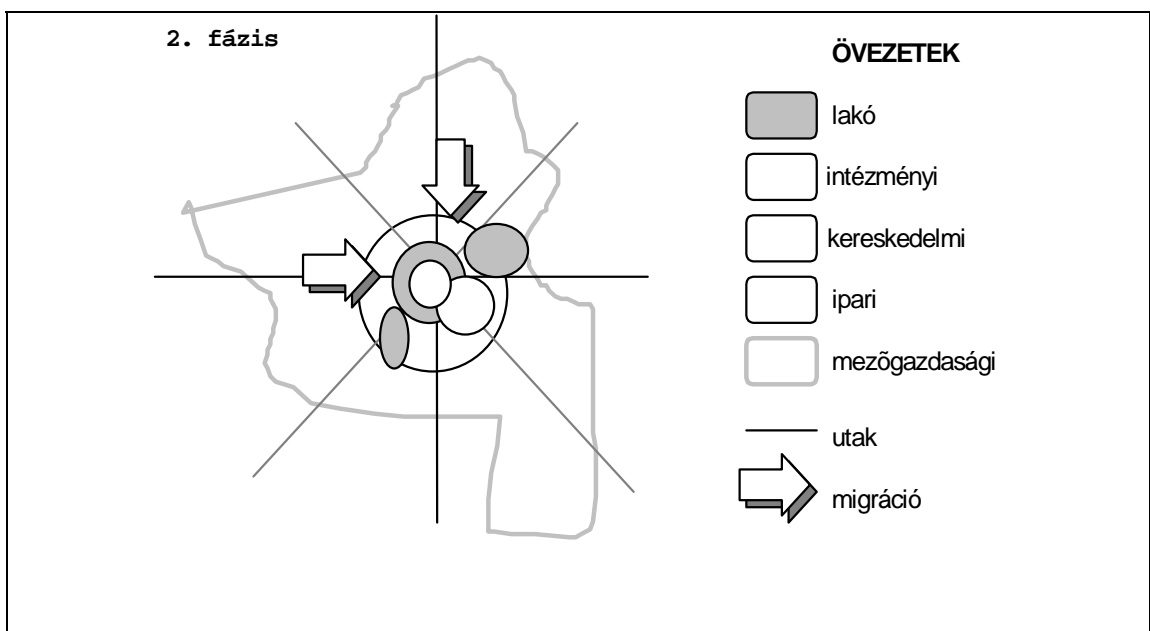 2. fázis
ÖVEZETEK
lakó
intézményi
kereskedelmi
ipari
mezõgazdasági
utak
migráció